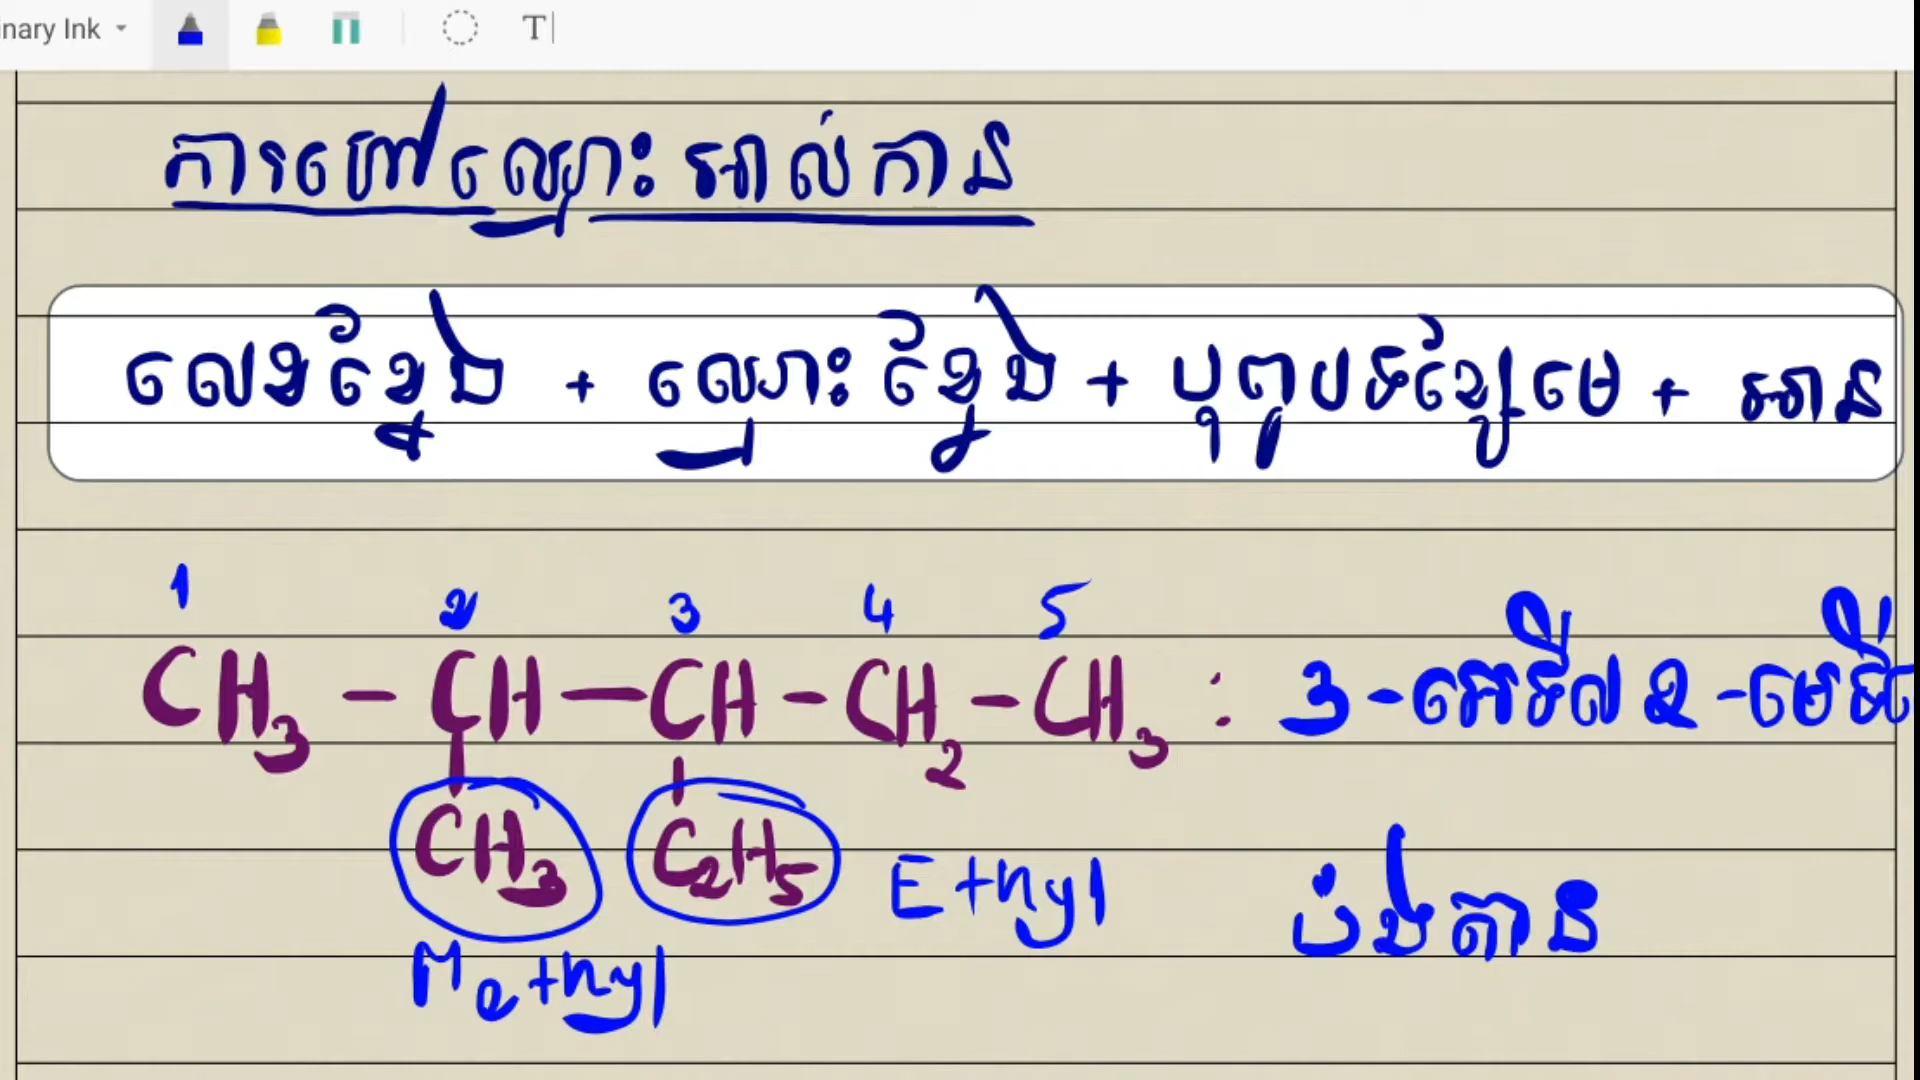 nary Ink
ការហៅឈ្មោះអាល់កាន
លេខខ្នែង + ឈ្មោះខ្នែង + បុព្វបទខ្សែមេ + អាន
1 2 3 4 5
CH3 - CH - CH - CH2 - CH3 : 3-អេទីល 2-មេទី
CH3 C2H5 Ethyl ប៉ង់តាន
Methyl